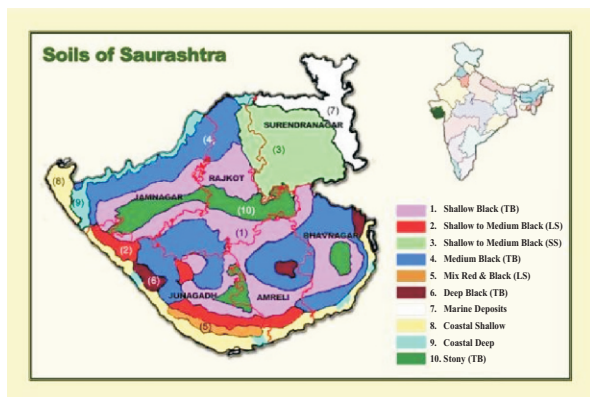 Soils of Saurashtra
(7)
SURENDRANAGAR
(4)
(3)
(8)
RAJKOT
(9)
JAMNAGAR
(10)
(1)
BHAVNAGAR
(2)
(6)
JUNAGADH
AMRELI
(5)
1. Shallow Black (TB)
2. Shallow to Medium Black (LS)
3. Shallow to Medium Black (SS)
4. Medium Black (TB)
5. Mix Red & Black (LS)
6. Deep Black (TB)
7. Marine Deposits
8. Coastal Shallow
9. Coastal Deep
10. Stony (TB)